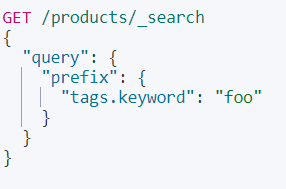 GET /products/_search
{
  "query": {
    "prefix": {
      "tags.keyword": "foo"
    }
  }
}